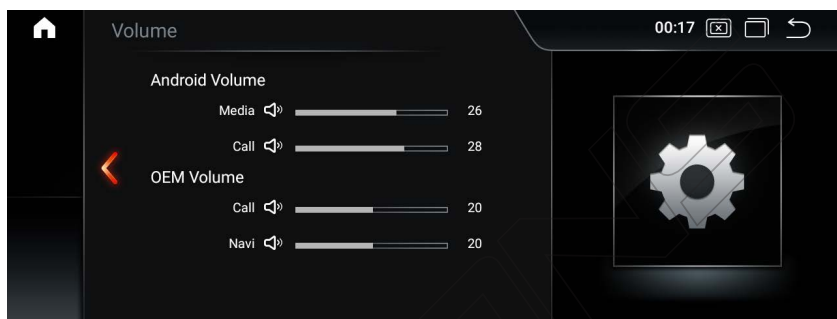 Volume
00:17
Android Volume
Media 26
Call 28
OEM Volume
Call 20
Navi 20